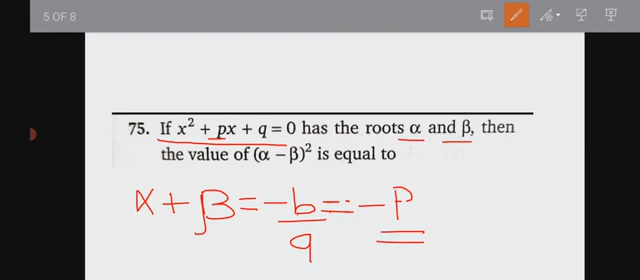 5 OF 8
75. If x² + px + q = 0 has the roots α and β, then
the value of (α − β)² is equal to
α + β = −b/a = −P